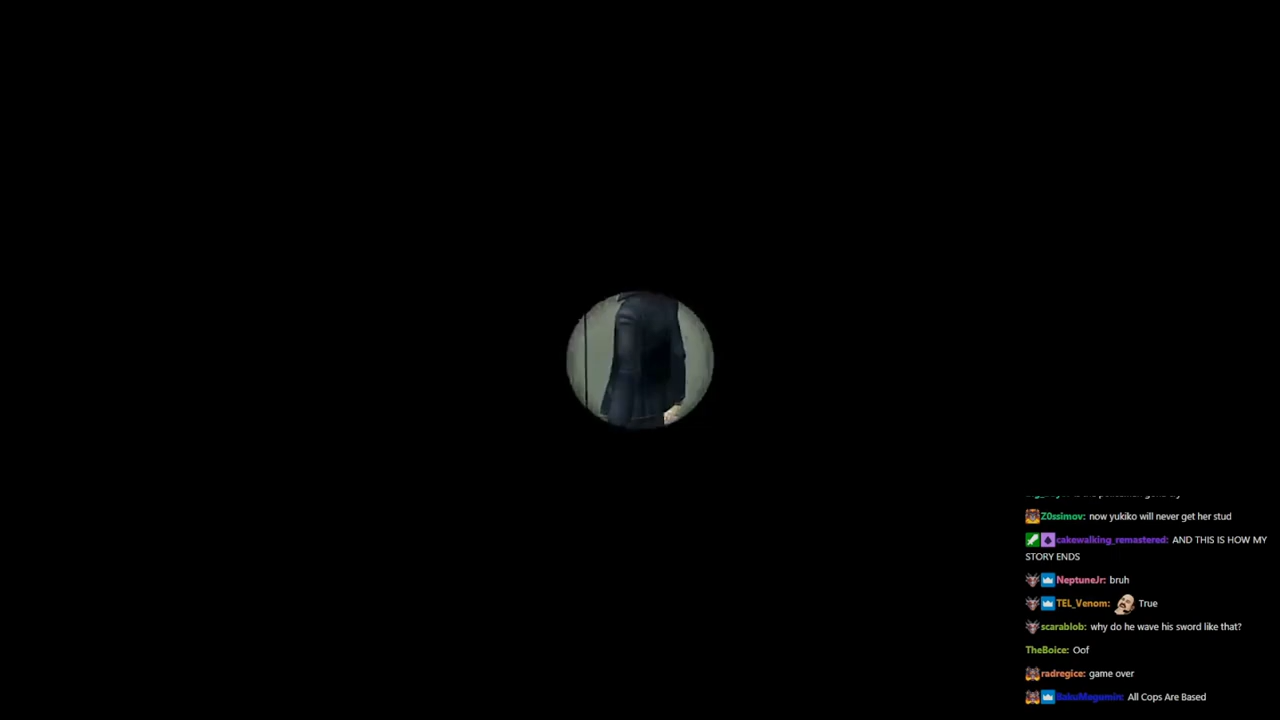 Z0ssimov: now yukiko will never get her stud
cakewalking_remastered: AND THIS IS HOW MY
STORY ENDS
NeptuneJr: bruh
TEL_Venom: True
scarablob: why do he wave his sword like that?
TheBoice: Oof
radregice: game over
BakuMegumin: All Cops Are Based